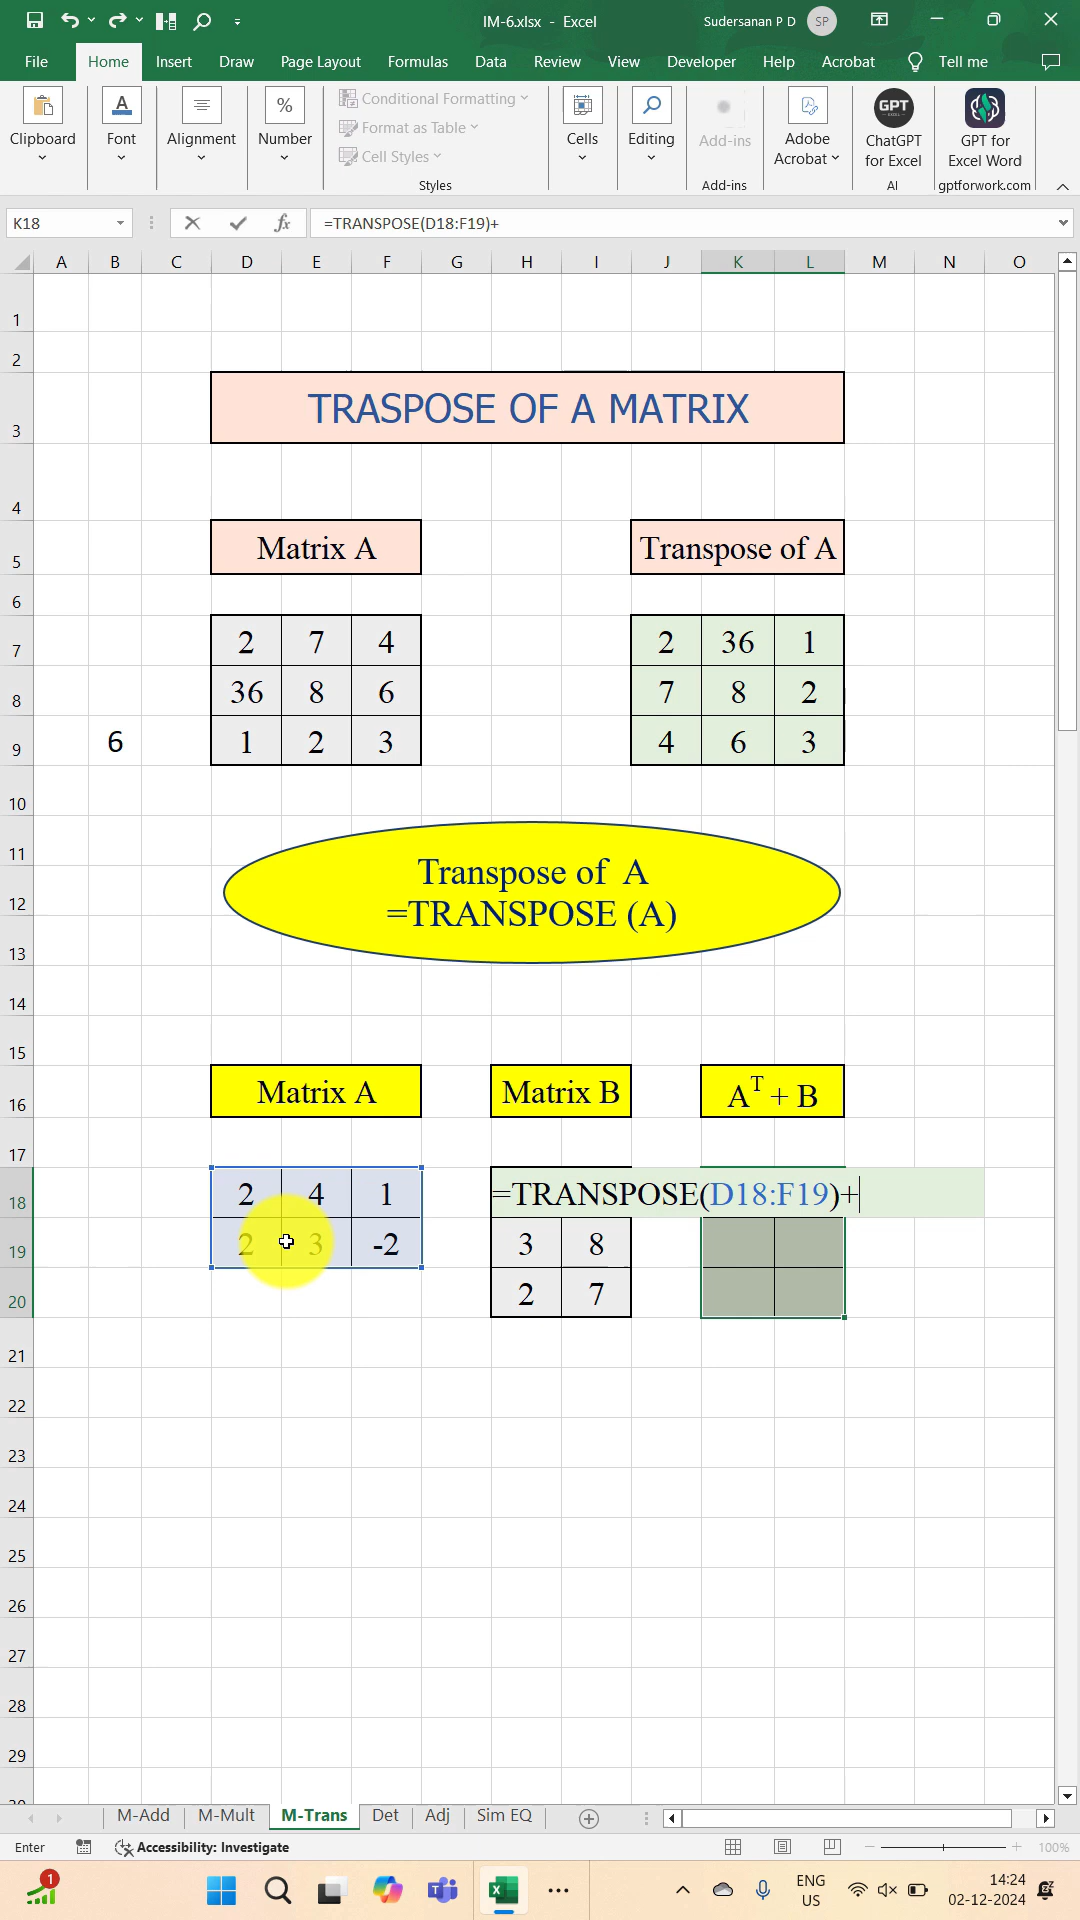 IM-6.xlsx - Excel
Sudersanan P D
SP
File Home Insert Draw Page Layout Formulas Data Review View Developer Help Acrobat Tell me
Clipboard
Font
Alignment
%
Number
Conditional Formatting
Format as Table
Cell Styles
Styles
Cells
Editing
Add-ins
Add-ins
Adobe Acrobat
GPT
ChatGPT for Excel
AI
GPT for Excel Word
gptforwork.com
K18
fx
=TRANSPOSE(D18:F19)+
A B C D E F G H I J K L M N O
1
2
3 TRASPOSE OF A MATRIX
4
5 Matrix A Transpose of A
6
7 2 7 4 2 36 1
8 36 8 6 7 8 2
9 6 1 2 3 4 6 3
10
11
Transpose of A
12
=TRANSPOSE (A)
13
14
15
16 Matrix A Matrix B Aᵀ + B
17
18 2 4 1 =TRANSPOSE(D18:F19)+
19 2 3 -2 3 8
20 2 7
21
22
23
24
25
26
27
28
29
M-Add M-Mult M-Trans Det Adj Sim EQ
Enter Accessibility: Investigate 100%
1
ENG
US
14:24
02-12-2024